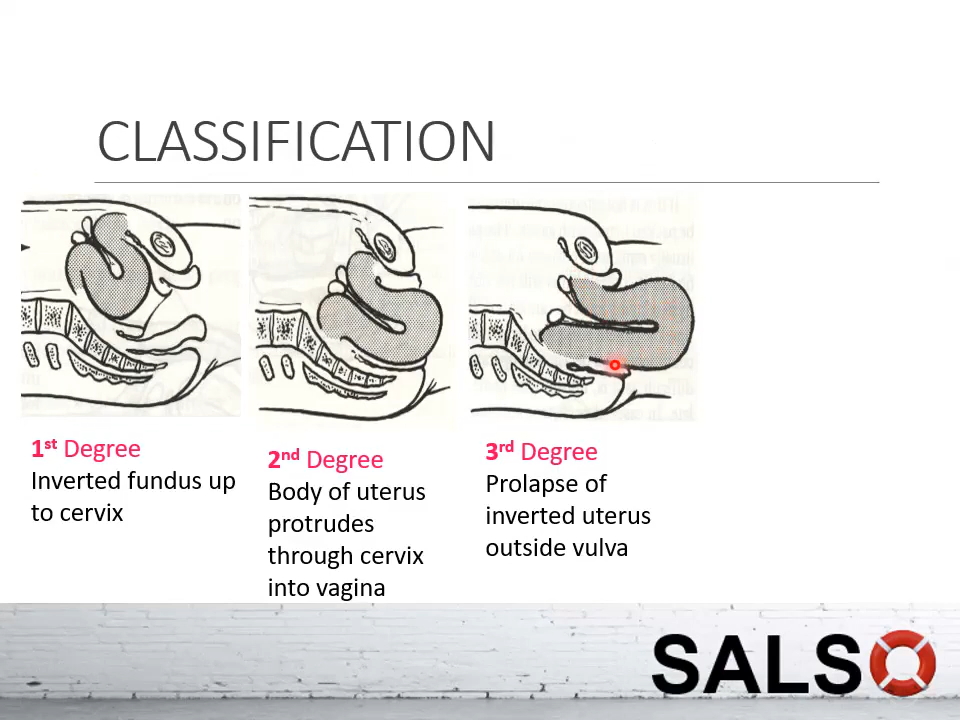 CLASSIFICATION
1st Degree
Inverted fundus up
to cervix
2nd Degree
Body of uterus
protrudes
through cervix
into vagina
3rd Degree
Prolapse of
inverted uterus
outside vulva
SALS